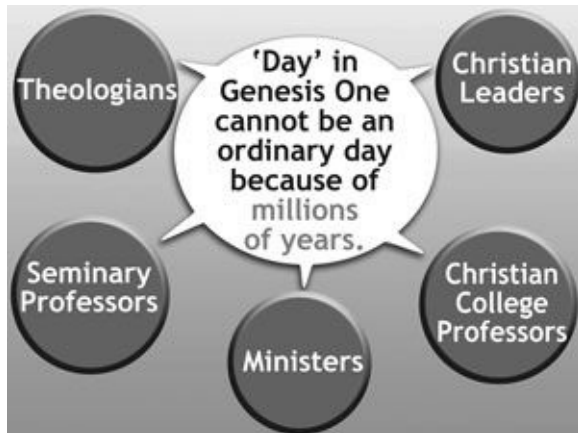 Theologians
'Day' in
Genesis One
cannot be an
ordinary day
because of
millions
of years.
Christian
Leaders
Seminary
Professors
Ministers
Christian
College
Professors